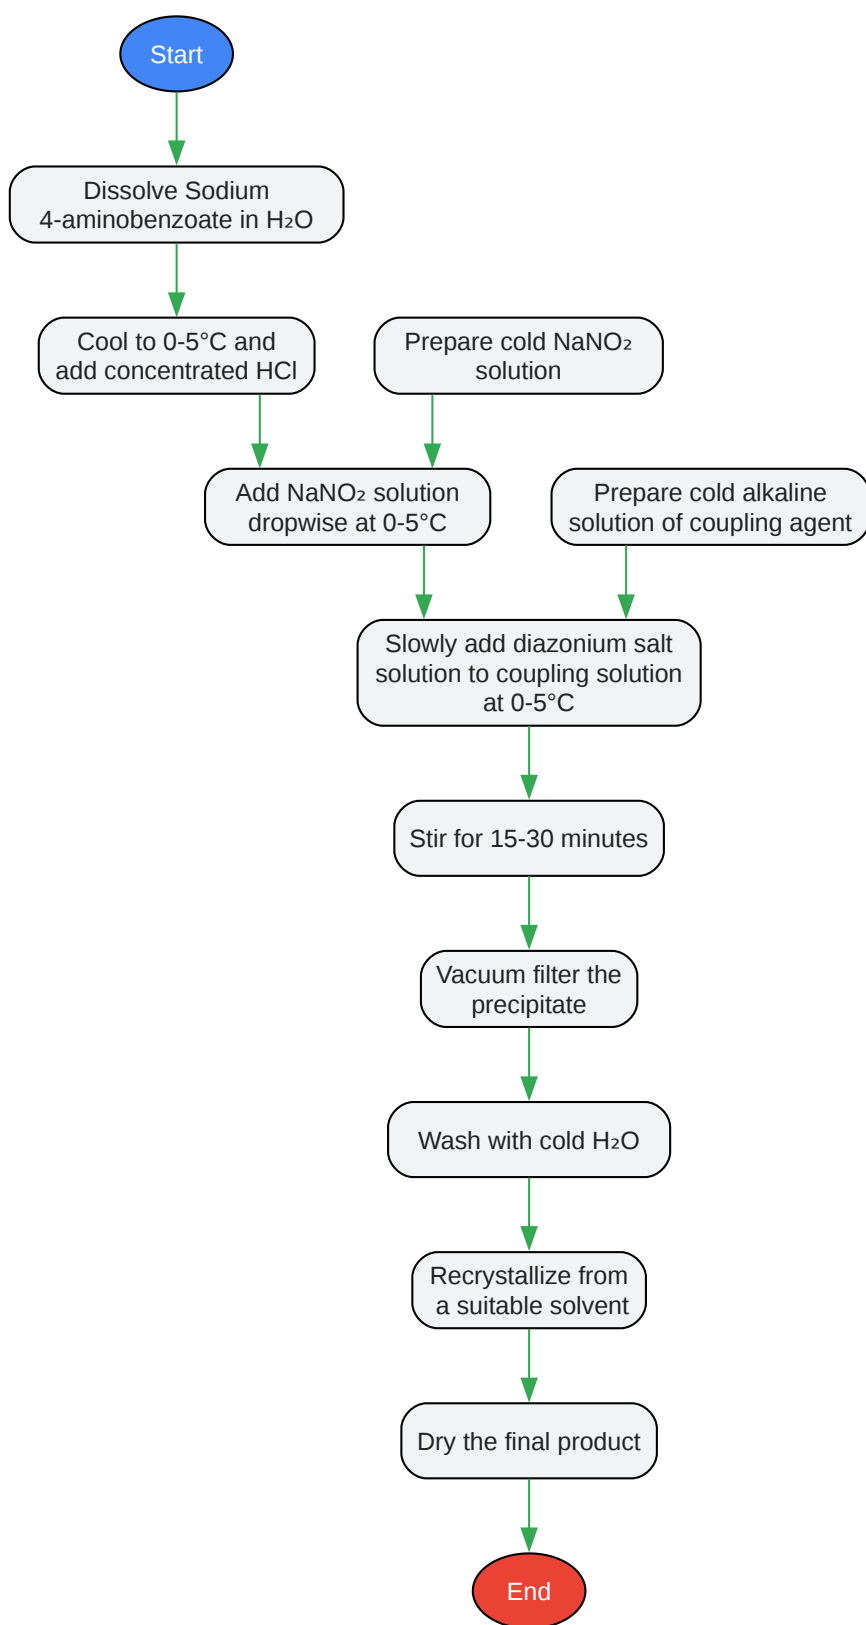 Start
Dissolve Sodium
4-aminobenzoate in H₂O
Cool to 0-5°C and
add concentrated HCl
Prepare cold NaNO₂
solution
Add NaNO₂ solution
dropwise at 0-5°C
Prepare cold alkaline
solution of coupling agent
Slowly add diazonium salt
solution to coupling solution
at 0-5°C
Stir for 15-30 minutes
Vacuum filter the
precipitate
Wash with cold H₂O
Recrystallize from
a suitable solvent
Dry the final product
End